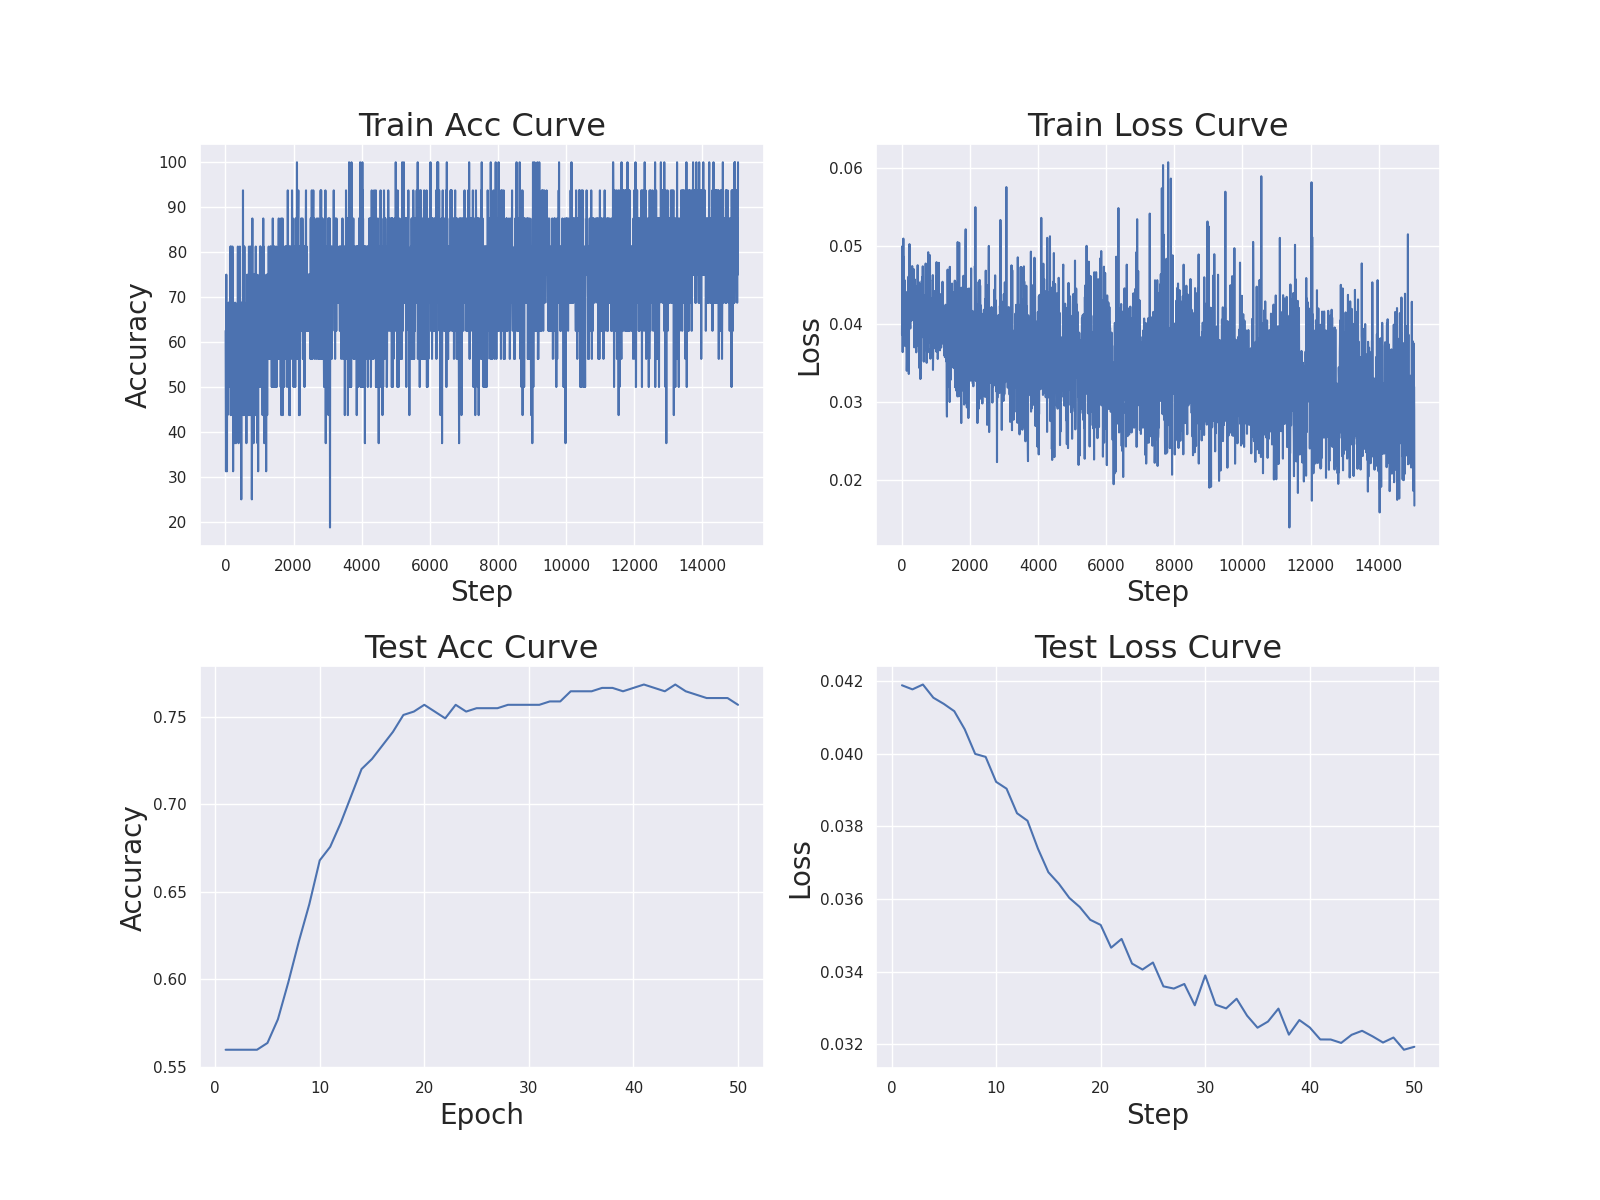 Train Acc Curve
Accuracy
100
90
80
70
60
50
40
30
20
0 2000 4000 6000 8000 10000 12000 14000
Step
Train Loss Curve
Loss
0.06
0.05
0.04
0.03
0.02
0 2000 4000 6000 8000 10000 12000 14000
Step
Test Acc Curve
Accuracy
0.75
0.70
0.65
0.60
0.55
0 10 20 30 40 50
Epoch
Test Loss Curve
Loss
0.042
0.040
0.038
0.036
0.034
0.032
0 10 20 30 40 50
Step